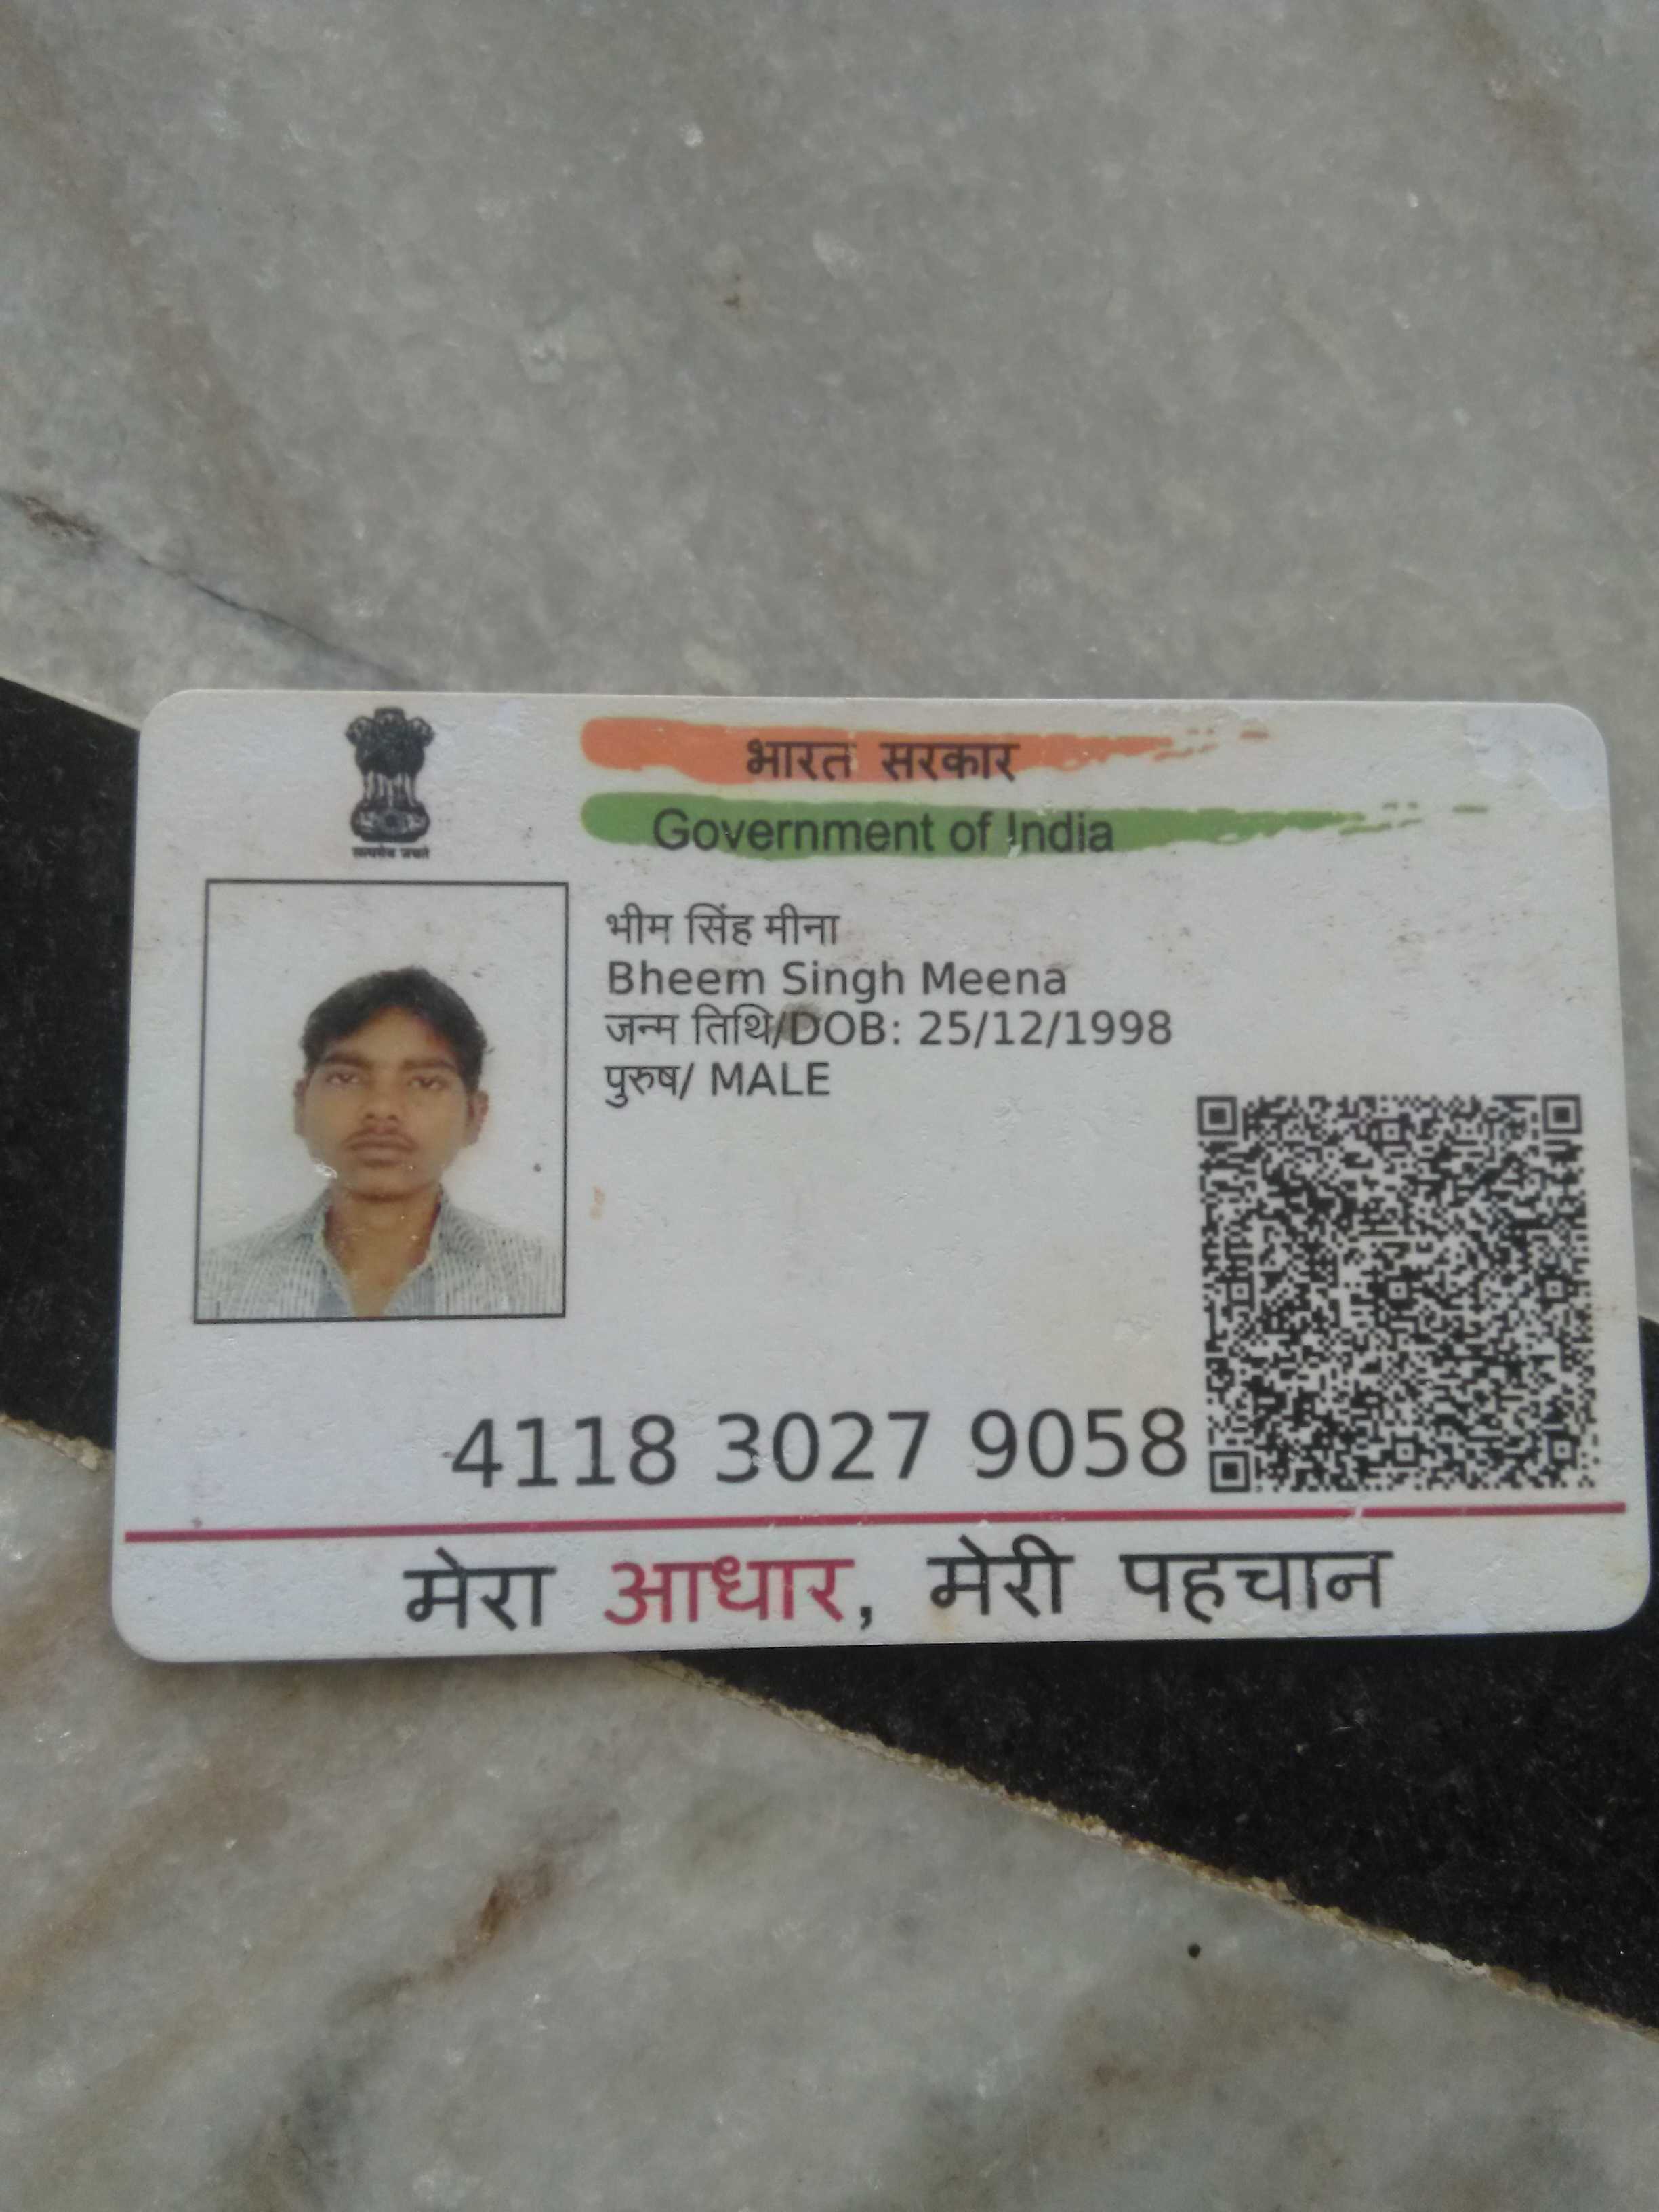 भारत सरकार
Government of India
सत्यमेव जयते
भीम सिंह मीना
Bheem Singh Meena
जन्म तिथि/DOB: 25/12/1998
पुरुष/ MALE
4118 3027 9058
मेरा आधार, मेरी पहचान